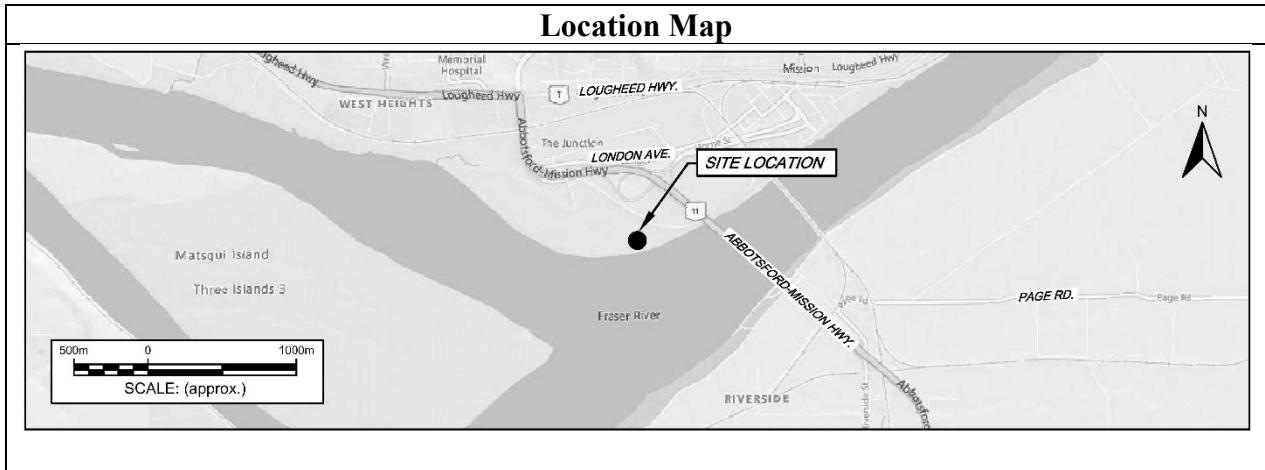 Location Map
Lougheed Hwy
WEST HEIGHTS
Memorial
Hospital
Lougheed Hwy
7
LOUGHEED HWY.
Mission
Lougheed Hwy
N
The Junction
LONDON AVE.
Abbotsford-Mission Hwy
SITE LOCATION
11
ABBOTSFORD-MISSION HWY.
Matsqui Island
Three Islands 3
Fraser River
PAGE RD.
Page Rd
500m 0 1000m
SCALE: (approx.)
RIVERSIDE
Riverside St
Abbotsford